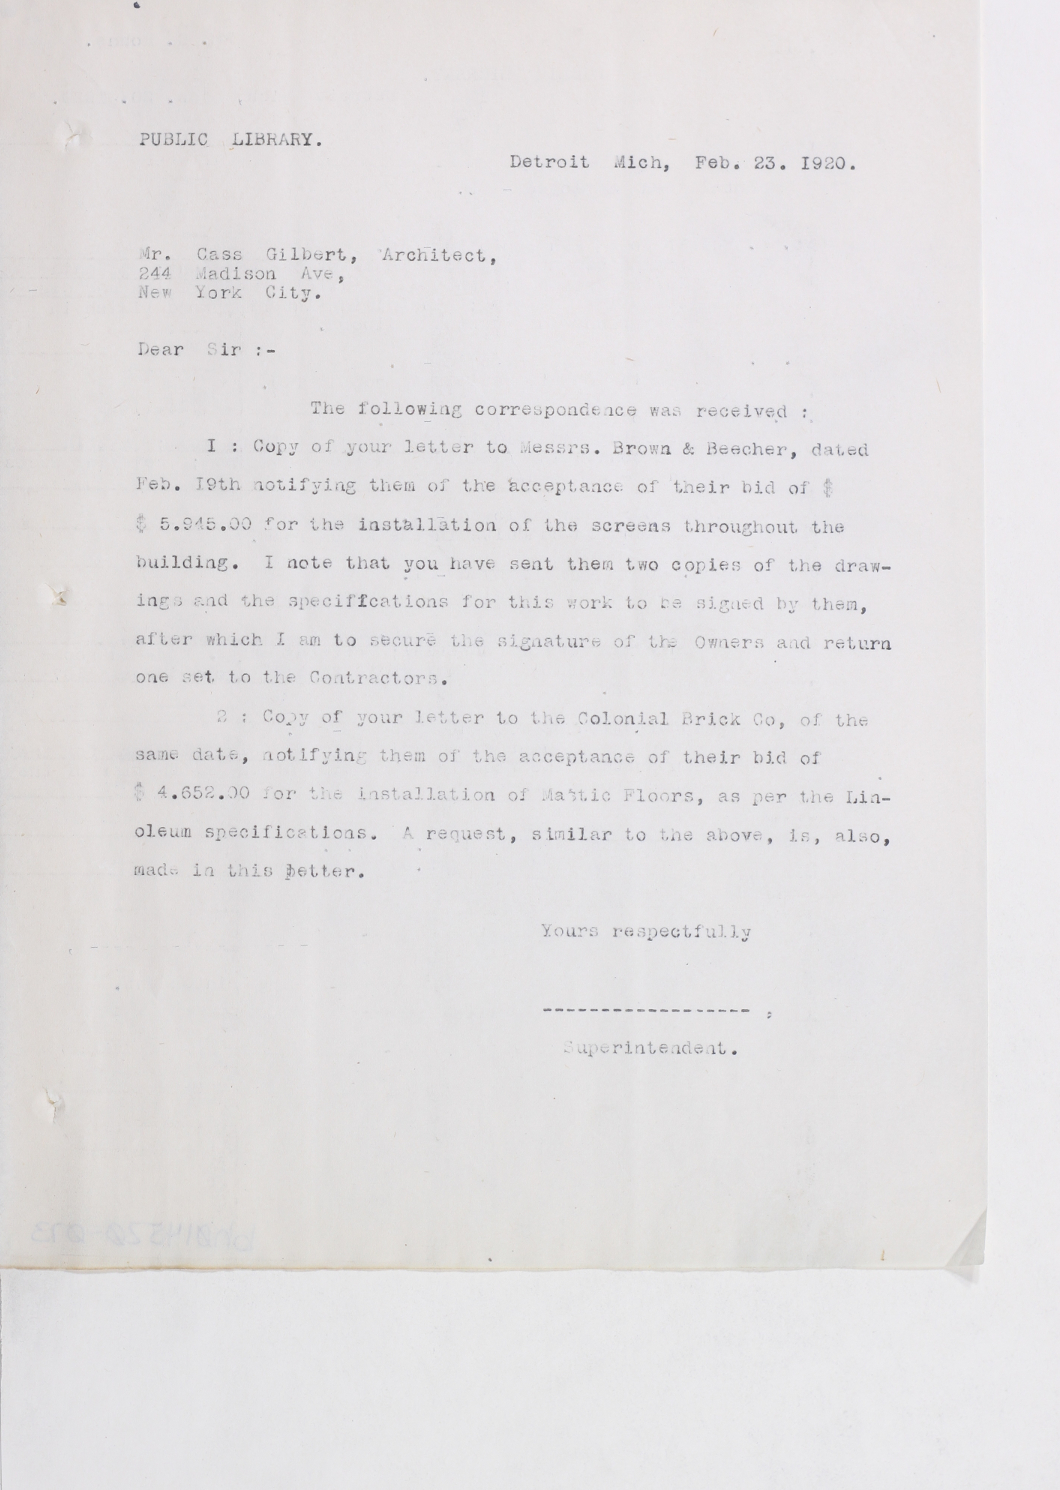 PUBLIC LIBRARY.
Detroit Mich, Feb. 23. I920.
Mr. Cass Gilbert, Architect,
244 Madison Ave,
New York City.
Dear Sir :-
The following correspondence was received :
I : Copy of your letter to Messrs. Brown & Beecher, dated
Feb. I9th notifying them of the acceptance of their bid of $
$ 5.945.00 for the installation of the screens throughout the
building. I note that you have sent them two copies of the draw-
ings and the speciffcations for this work to be signed by them,
after which I am to secure the signature of the Owners and return
one set to the Contractors.
2 : Copy of your letter to the Colonial Brick Co, of the
same date, notifying them of the acceptance of their bid of
$ 4.652.00 for the installation of Mastic Floors, as per the Lin-
oleum specifications. A request, similar to the above, is, also,
made in this
Yours respectfully
------------------ ,
Superintendent.